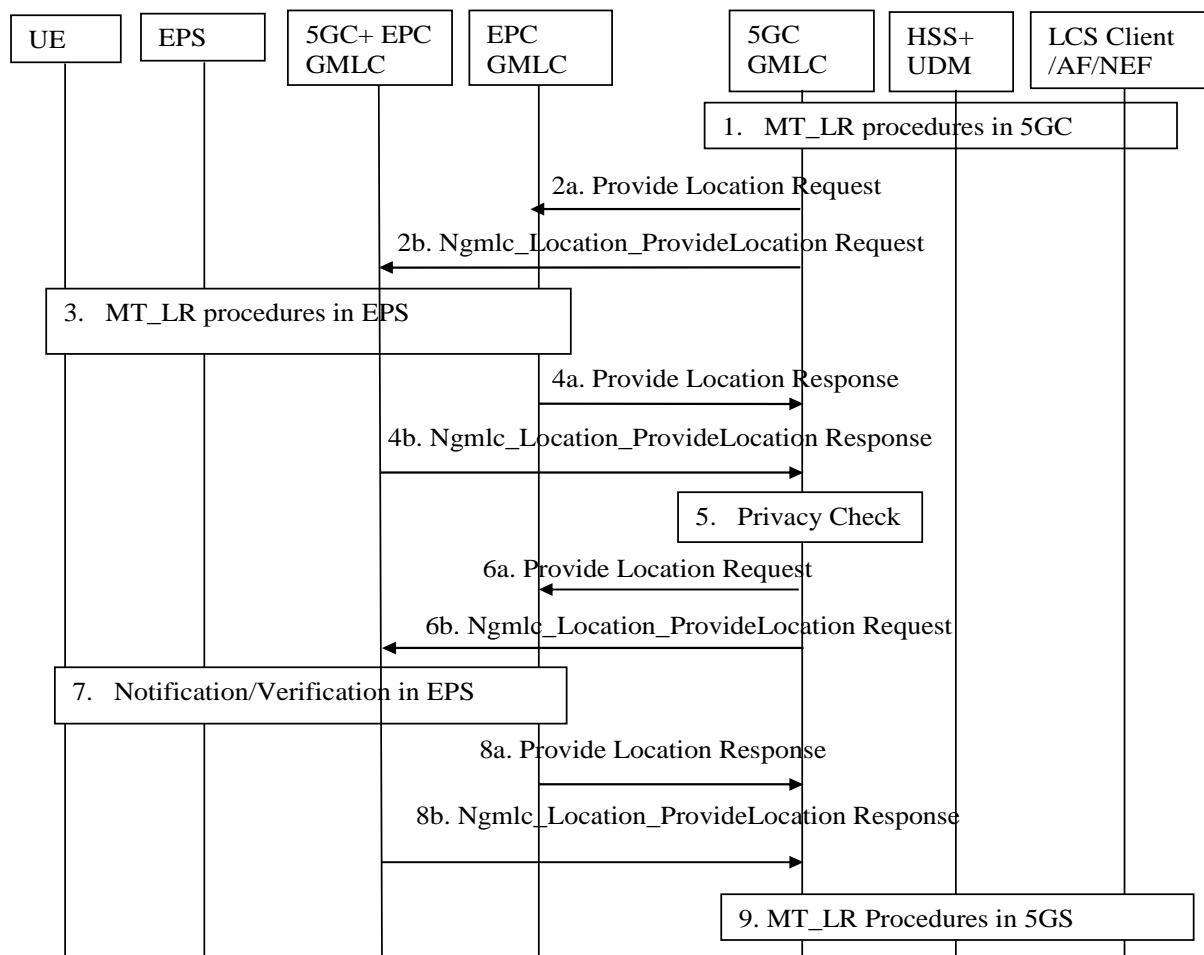 UE
EPS
5GC+ EPC
GMLC
EPC
GMLC
5GC
GMLC
HSS+
UDM
LCS Client
/AF/NEF
1. MT_LR procedures in 5GC
2a. Provide Location Request
2b. Ngmlc_Location_ProvideLocation Request
3. MT_LR procedures in EPS
4a. Provide Location Response
4b. Ngmlc_Location_ProvideLocation Response
5. Privacy Check
6a. Provide Location Request
6b. Ngmlc_Location_ProvideLocation Request
7. Notification/Verification in EPS
8a. Provide Location Response
8b. Ngmlc_Location_ProvideLocation Response
9. MT_LR Procedures in 5GS